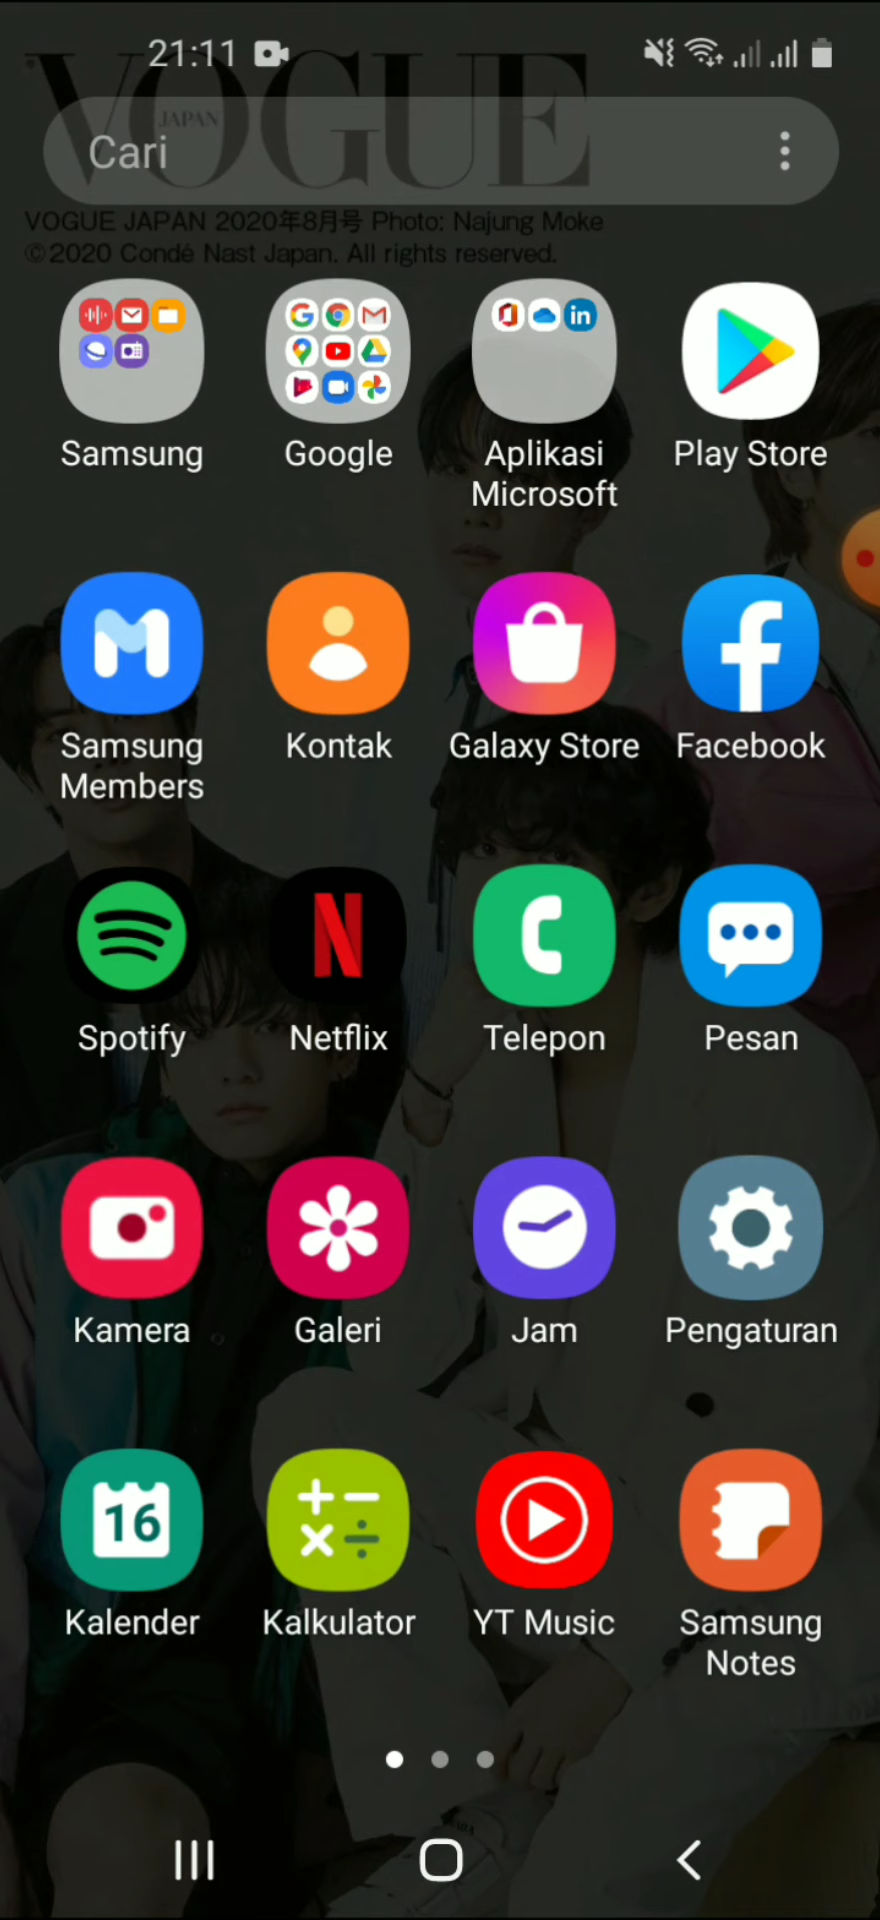 21:11
VOGUE
JAPAN
Cari
VOGUE JAPAN 2020年8月号 Photo: Najung Moke
©2020 Condé Nast Japan. All rights reserved.
Samsung
Google
Aplikasi
Microsoft
Play Store
Samsung
Members
Kontak
Galaxy Store
Facebook
Spotify
Netflix
Telepon
Pesan
Kamera
Galeri
Jam
Pengaturan
16
Kalender
Kalkulator
YT Music
Samsung
Notes